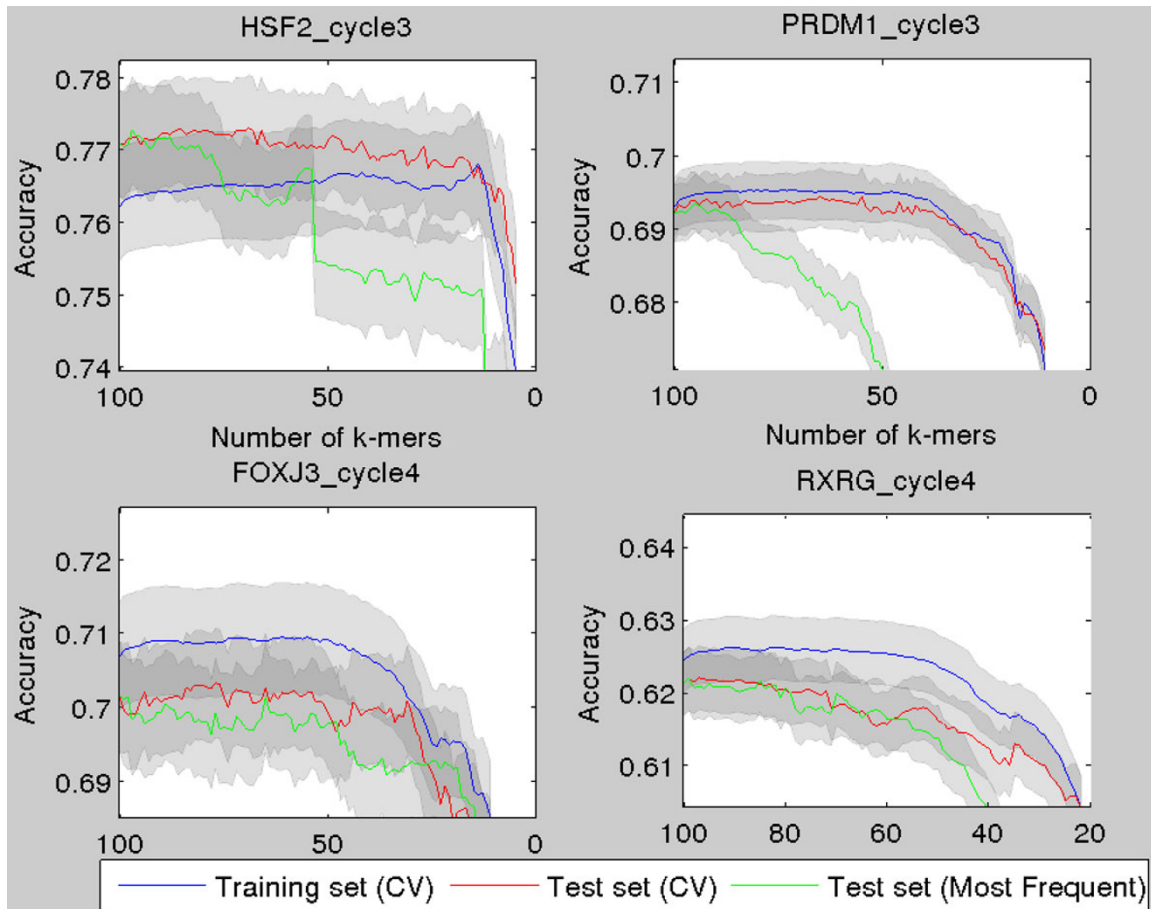 HSF2_cycle3
0.78
0.77
0.76
0.75
0.74
Accuracy
100 50 0
Number of k-mers
PRDM1_cycle3
0.71
0.7
0.69
0.68
Accuracy
100 50 0
Number of k-mers
FOXJ3_cycle4
0.72
0.71
0.7
0.69
Accuracy
100 50 0
RXRG_cycle4
0.64
0.63
0.62
0.61
Accuracy
100 80 60 40 20
Training set (CV) Test set (CV) Test set (Most Frequent)